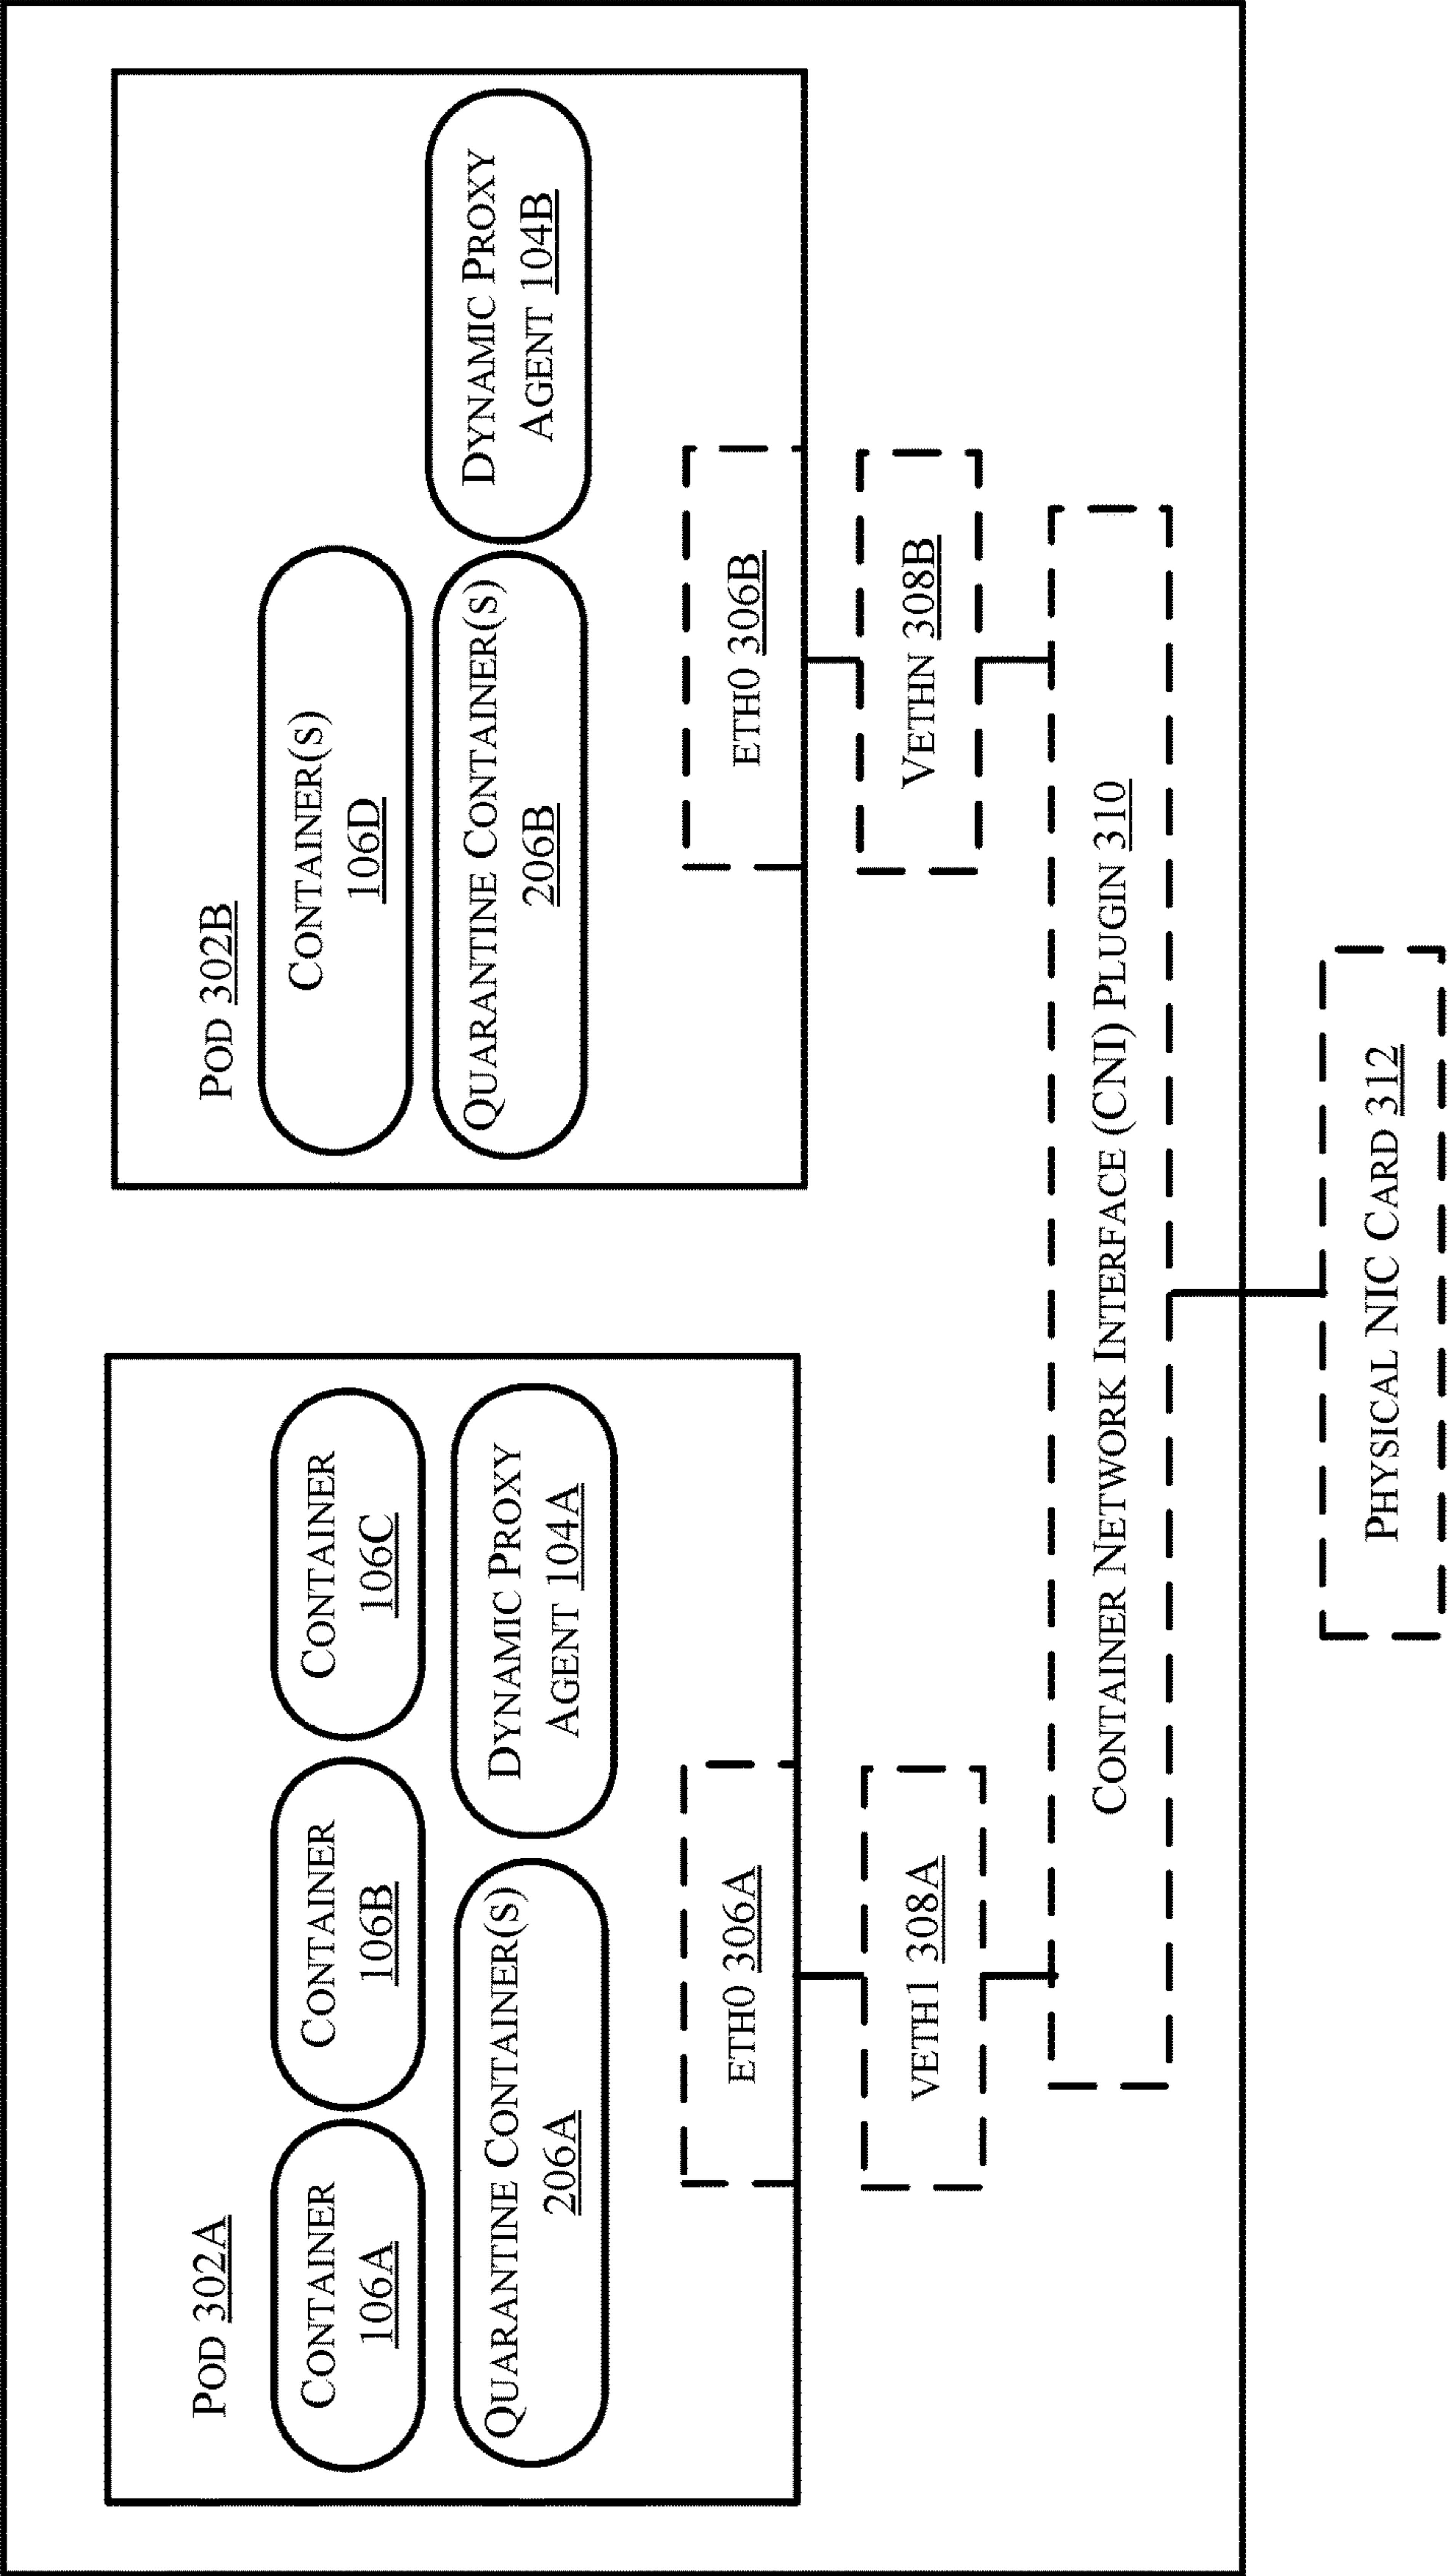 POD 302A
CONTAINER
106A
CONTAINER
106B
CONTAINER
106C
QUARANTINE CONTAINER(S)
206A
DYNAMIC PROXY
AGENT 104A
ETH0 306A
VETH1 308A
POD 302B
CONTAINER(S)
106D
QUARANTINE CONTAINER(S)
206B
DYNAMIC PROXY
AGENT 104B
ETH0 306B
VETHN 308B
CONTAINER NETWORK INTERFACE (CNI) PLUGIN 310
PHYSICAL NIC CARD 312